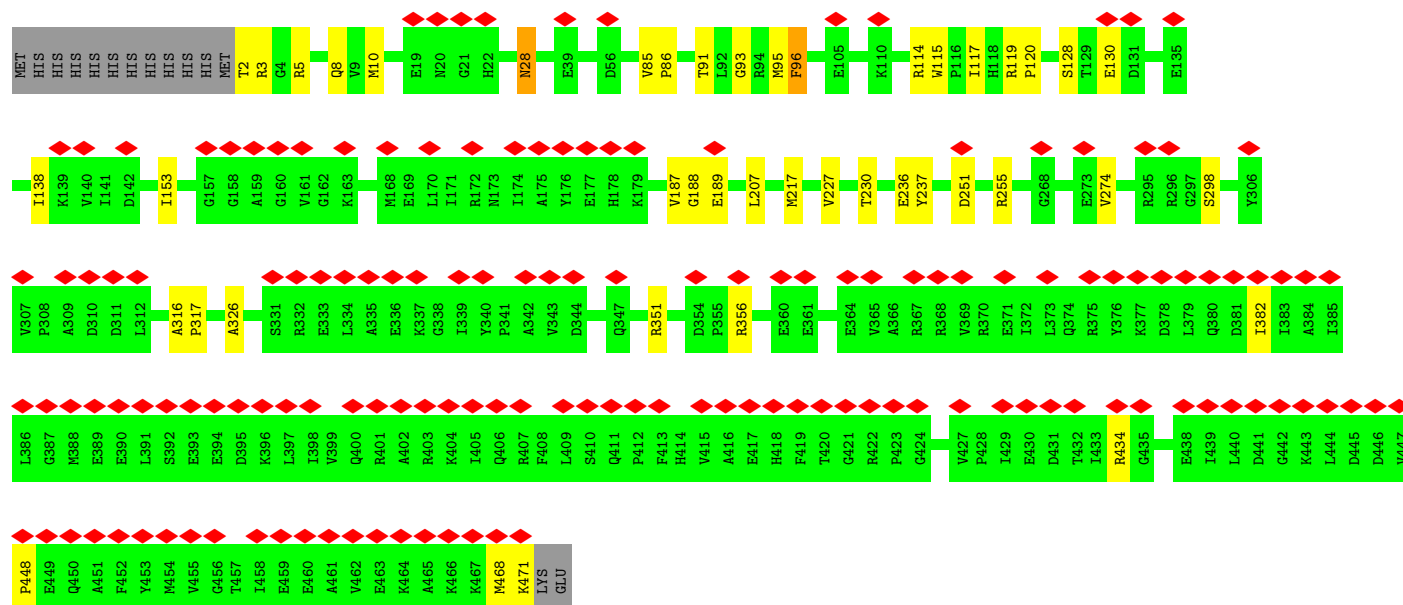 MET HIS HIS HIS HIS HIS HIS HIS HIS MET T2 R3 G4 R5 Q8 V9 M10 E19 N20 G21 H22 N28 E39 D56 V85 P86 T91 L92 G93 R94 M95 F96 E105 K110 R114 W115 P116 I117 H118 R119 P120 S128 T129 E130 D131 E135
I138 K139 V140 I141 D142 I153 G157 G158 A159 G160 V161 G162 K163 M168 E169 L170 I171 R172 N173 I174 A175 Y176 E177 H178 K179 V187 G188 E189 L207 M217 V227 T230 E236 Y237 D251 R255 G268 E273 V274 R295 R296 G297 S298 Y306
V307 P308 A309 D310 D311 L312 A316 P317 A326 S331 R332 E333 L334 A335 E336 K337 G338 I339 Y340 P341 A342 V343 D344 Q347 R351 D354 P355 R356 E360 E361 E364 V365 A366 R367 R368 V369 R370 E371 I372 L373 Q374 R375 Y376 K377 D378 L379 Q380 D381 I382 I383 A384 I385
L386 G387 M388 E389 E390 L391 S392 E393 E394 D395 K396 L397 I398 V399 Q400 R401 A402 R403 K404 I405 Q406 R407 F408 L409 S410 Q411 P412 F413 H414 V415 A416 E417 H418 F419 T420 G421 R422 P423 G424 V427 P428 I429 E430 D431 T432 I433 R434 G435 E438 I439 L440 D441 G442 K443 L444 D445 D446 V447
P448 E449 Q450 A451 F452 Y453 M454 V455 G456 T457 I458 E459 E460 A461 V462 E463 K464 A465 K466 K467 M468 K471 LYS GLU